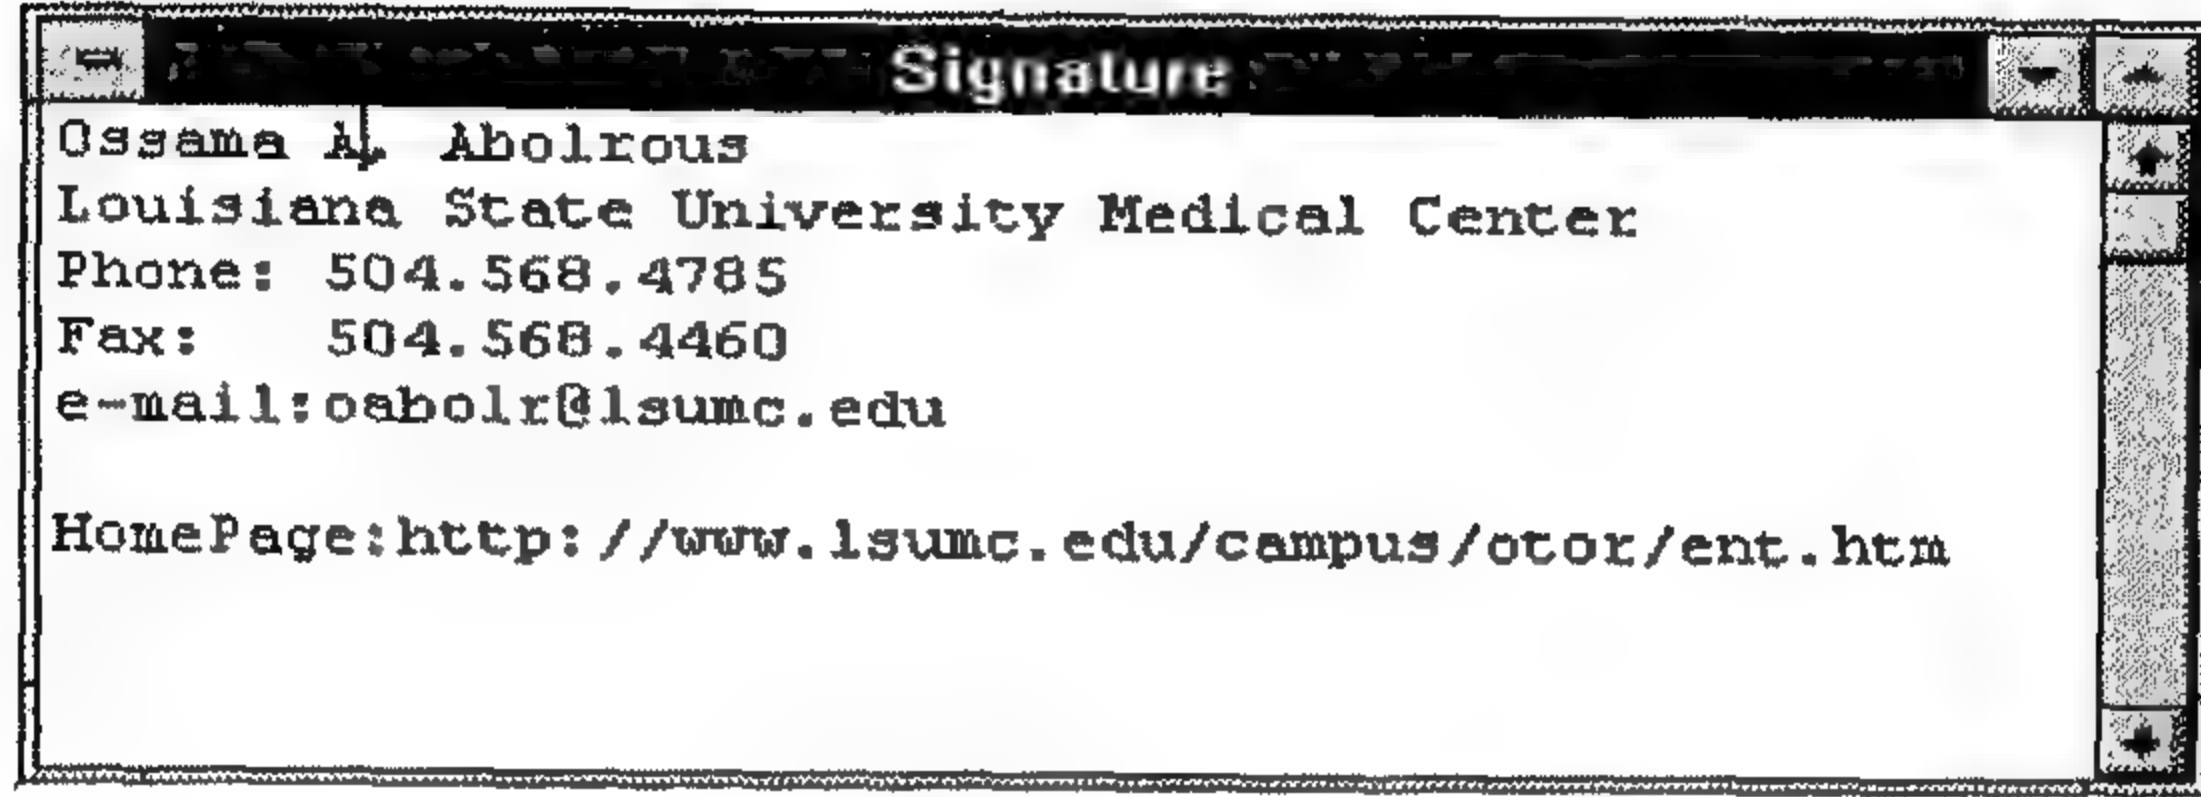 Signature
Ossama A. Abolrous
Louisiana State University Medical Center
Phone: 504.568.4785
Fax: 504.568.4460
e-mail:oabolr@lsumc.edu
HomePage:http://www.lsumc.edu/campus/otor/ent.htm